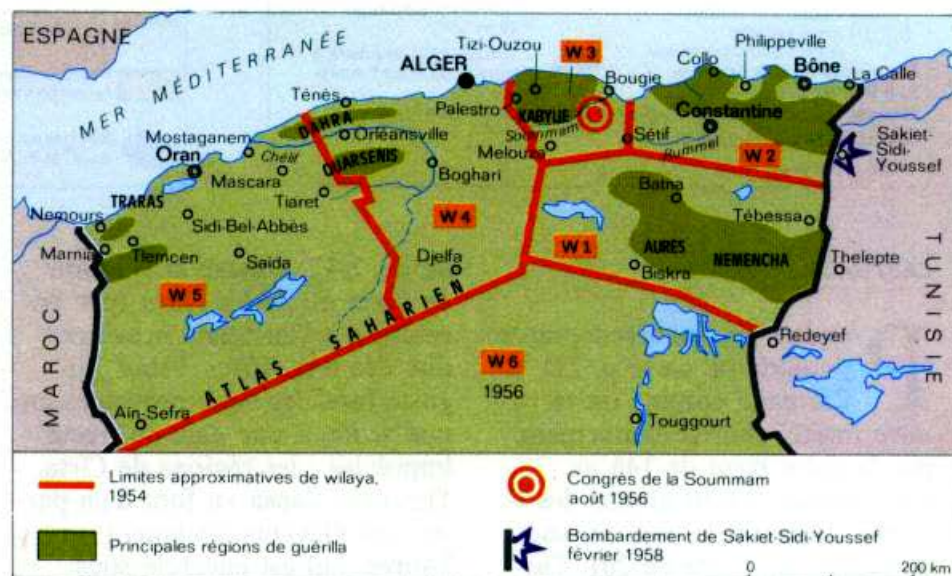 ESPAGNE
MER MÉDITERRANÉE
Tizi-Ouzou
W 3
Philippeville
Collo
ALGER
Bougie
Bône
La Calle
Ténès
Palestro
KABYLIE
Constantine
DAHRA
Orléansville
Soummam
Sétif
Rummel
Sakiet-
Sidi-
Youssef
Mostaganem
Chélif
OUARSENIS
Melouza
W 2
Oran
Mascara
Boghari
Tiaret
Batna
TRARAS
W 4
Nemours
Sidi-Bel-Abbès
W 1
Tébessa
Marnia
Tlemcen
Saïda
Djelfa
AURÈS
NEMENCHA
Thelepte
Biskra
W 5
MAROC
ATLAS SAHARIEN
W 6
1956
Redeyef
TUNISIE
Aïn-Sefra
Touggourt
Limites approximatives de wilaya,
1954
Congrès de la Soummam
août 1956
Principales régions de guérilla
Bombardement de Sakiet-Sidi-Youssef
février 1958
0 200 km